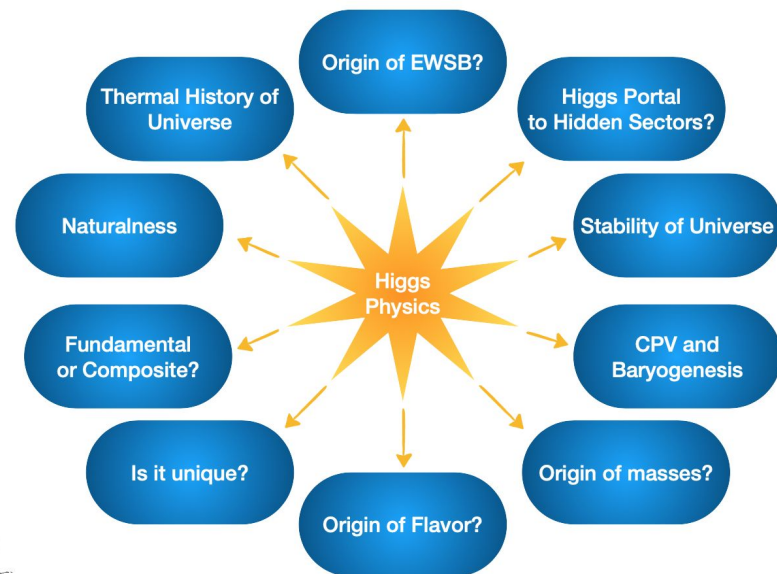 Origin of EWSB?
Thermal History of
Universe
Higgs Portal
to Hidden Sectors?
Naturalness
Stability of Universe
Higgs
Physics
Fundamental
or Composite?
CPV and
Baryogenesis
Is it unique?
Origin of masses?
Origin of Flavor?